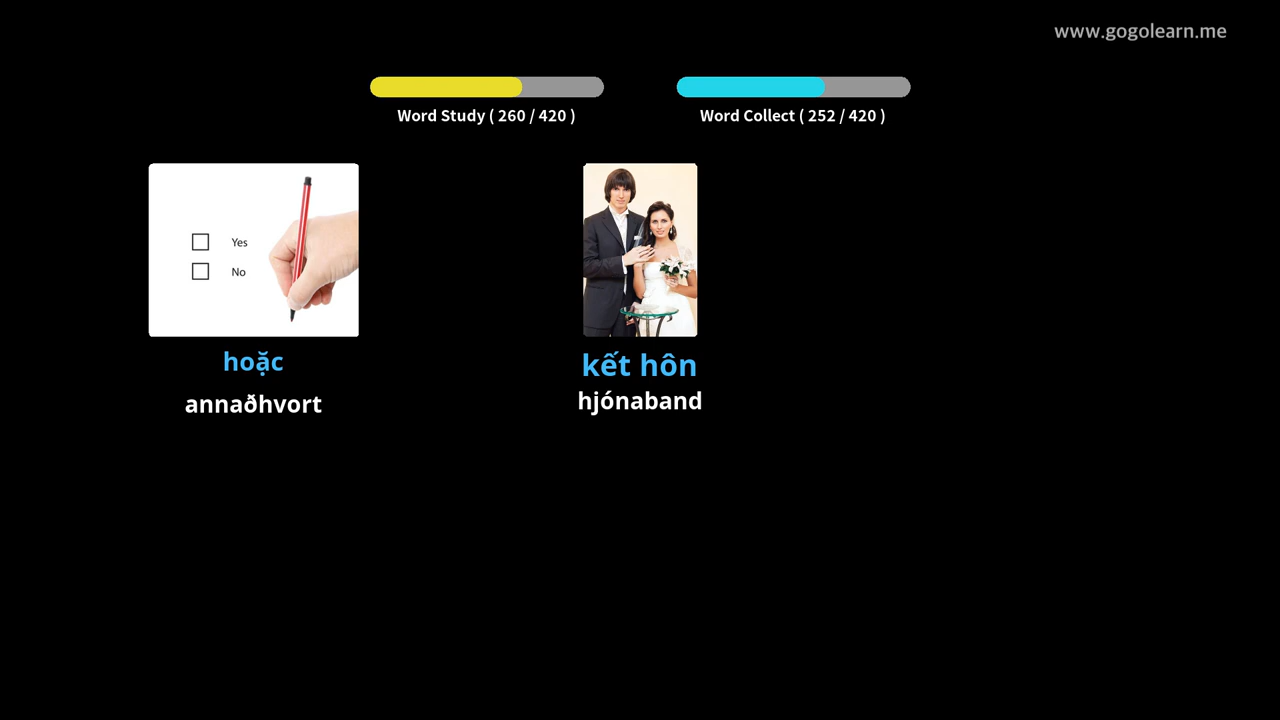 www.gogolearn.me
Word Study ( 260 / 420 )
Word Collect ( 252 / 420 )
Yes
No
hoặc
annaðhvort
kết hôn
hjónaband